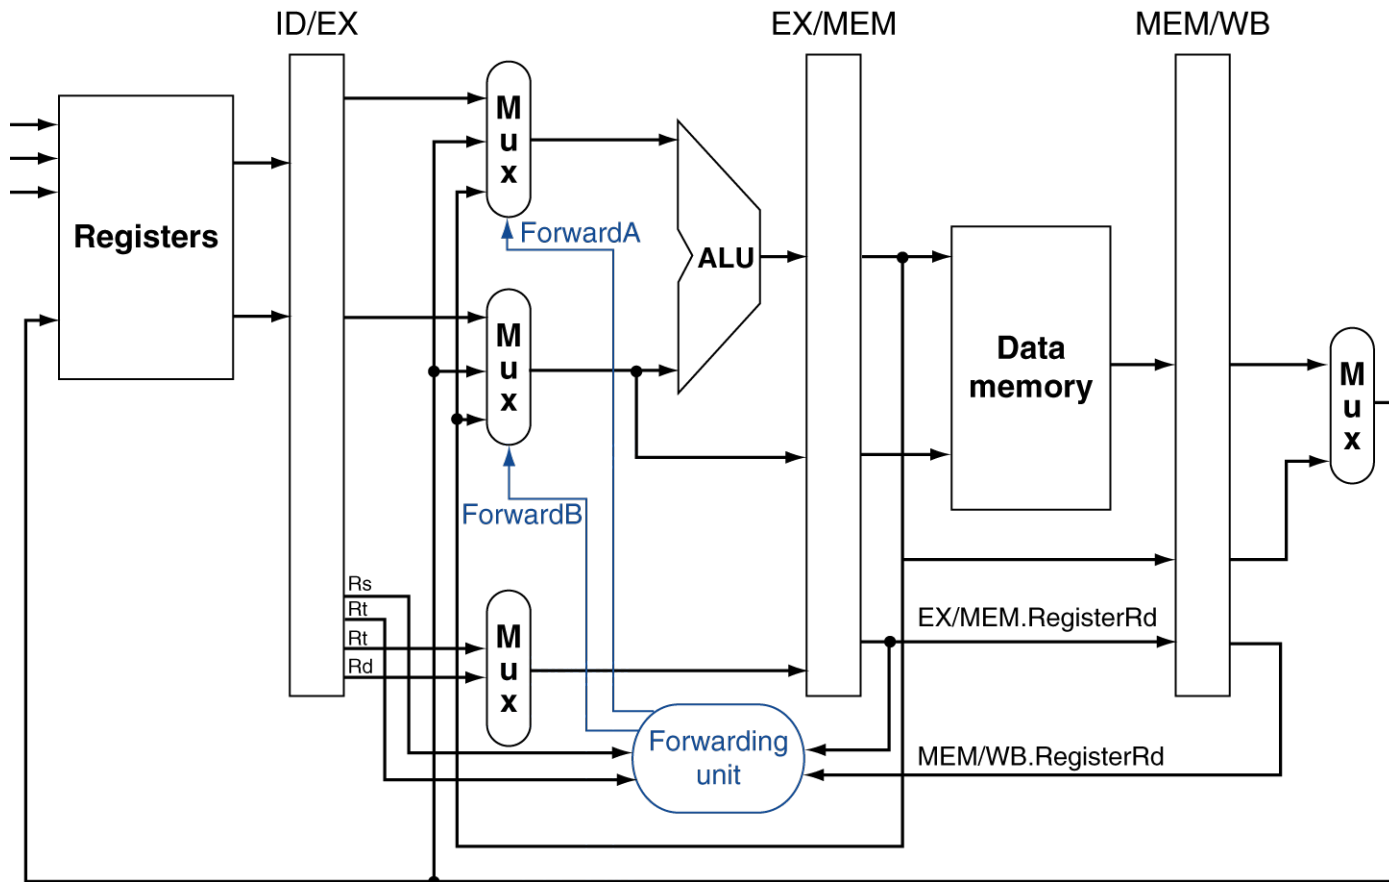 ID/EX
EX/MEM
MEM/WB
M
u
x
Registers
ForwardA
ALU
M
u
x
Data
memory
M
u
x
ForwardB
Rs
Rt
Rt
Rd
M
u
x
EX/MEM.RegisterRd
Forwarding
unit
MEM/WB.RegisterRd